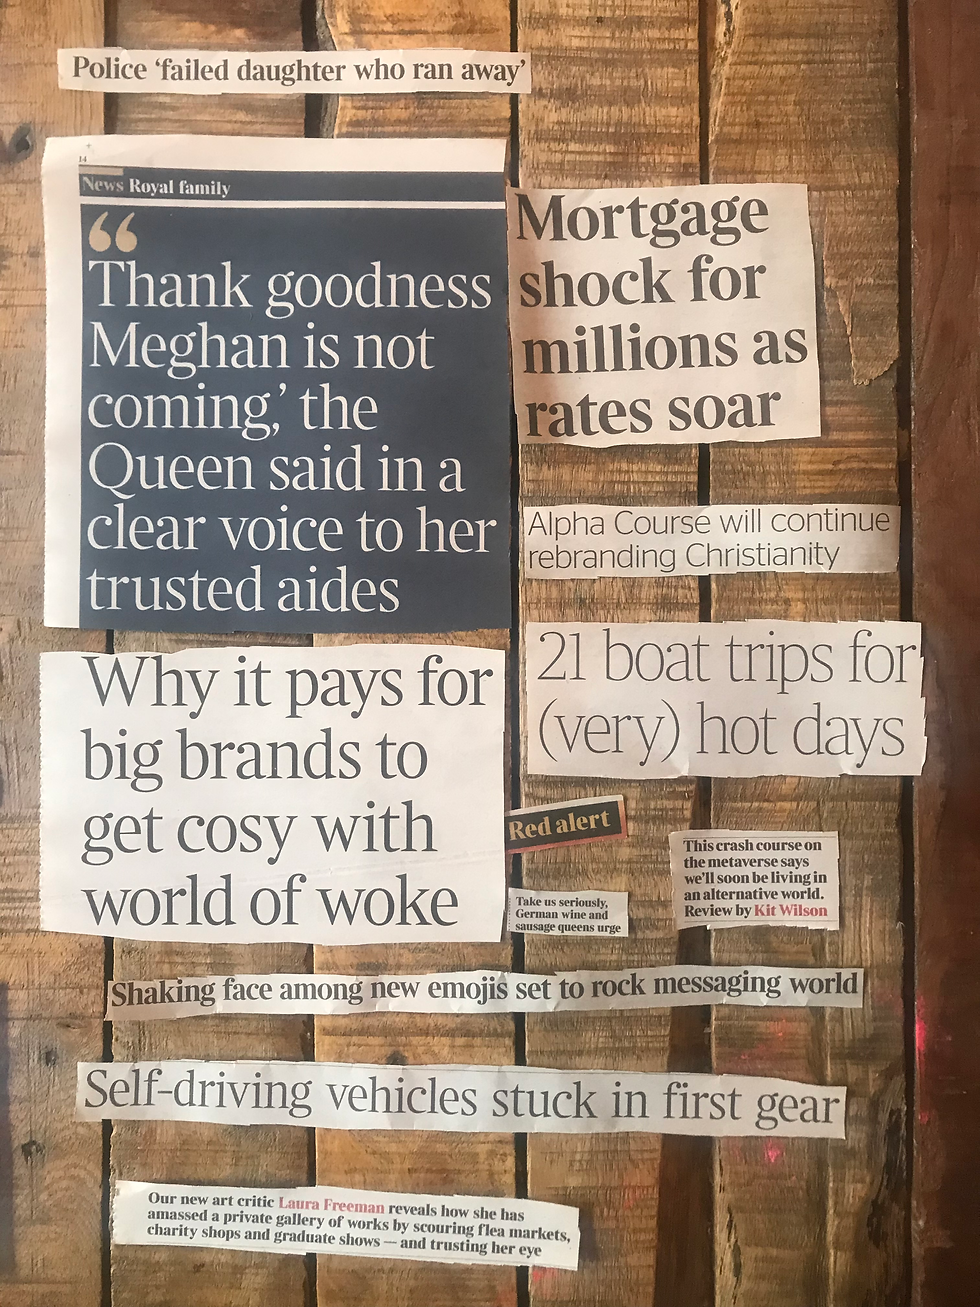 Police ‘failed daughter who ran away’
14
News Royal family
“
Thank goodness
Meghan is not
coming,’ the
Queen said in a
clear voice to her
trusted aides
Mortgage
shock for
millions as
rates soar
Alpha Course will continue
rebranding Christianity
21 boat trips for
(very) hot days
Why it pays for
big brands to
get cosy with
world of woke
Red alert
Take us seriously,
German wine and
sausage queens urge
This crash course on
the metaverse says
we’ll soon be living in
an alternative world.
Review by Kit Wilson
Shaking face among new emojis set to rock messaging world
Self-driving vehicles stuck in first gear
Our new art critic Laura Freeman reveals how she has
amassed a private gallery of works by scouring flea markets,
charity shops and graduate shows — and trusting her eye